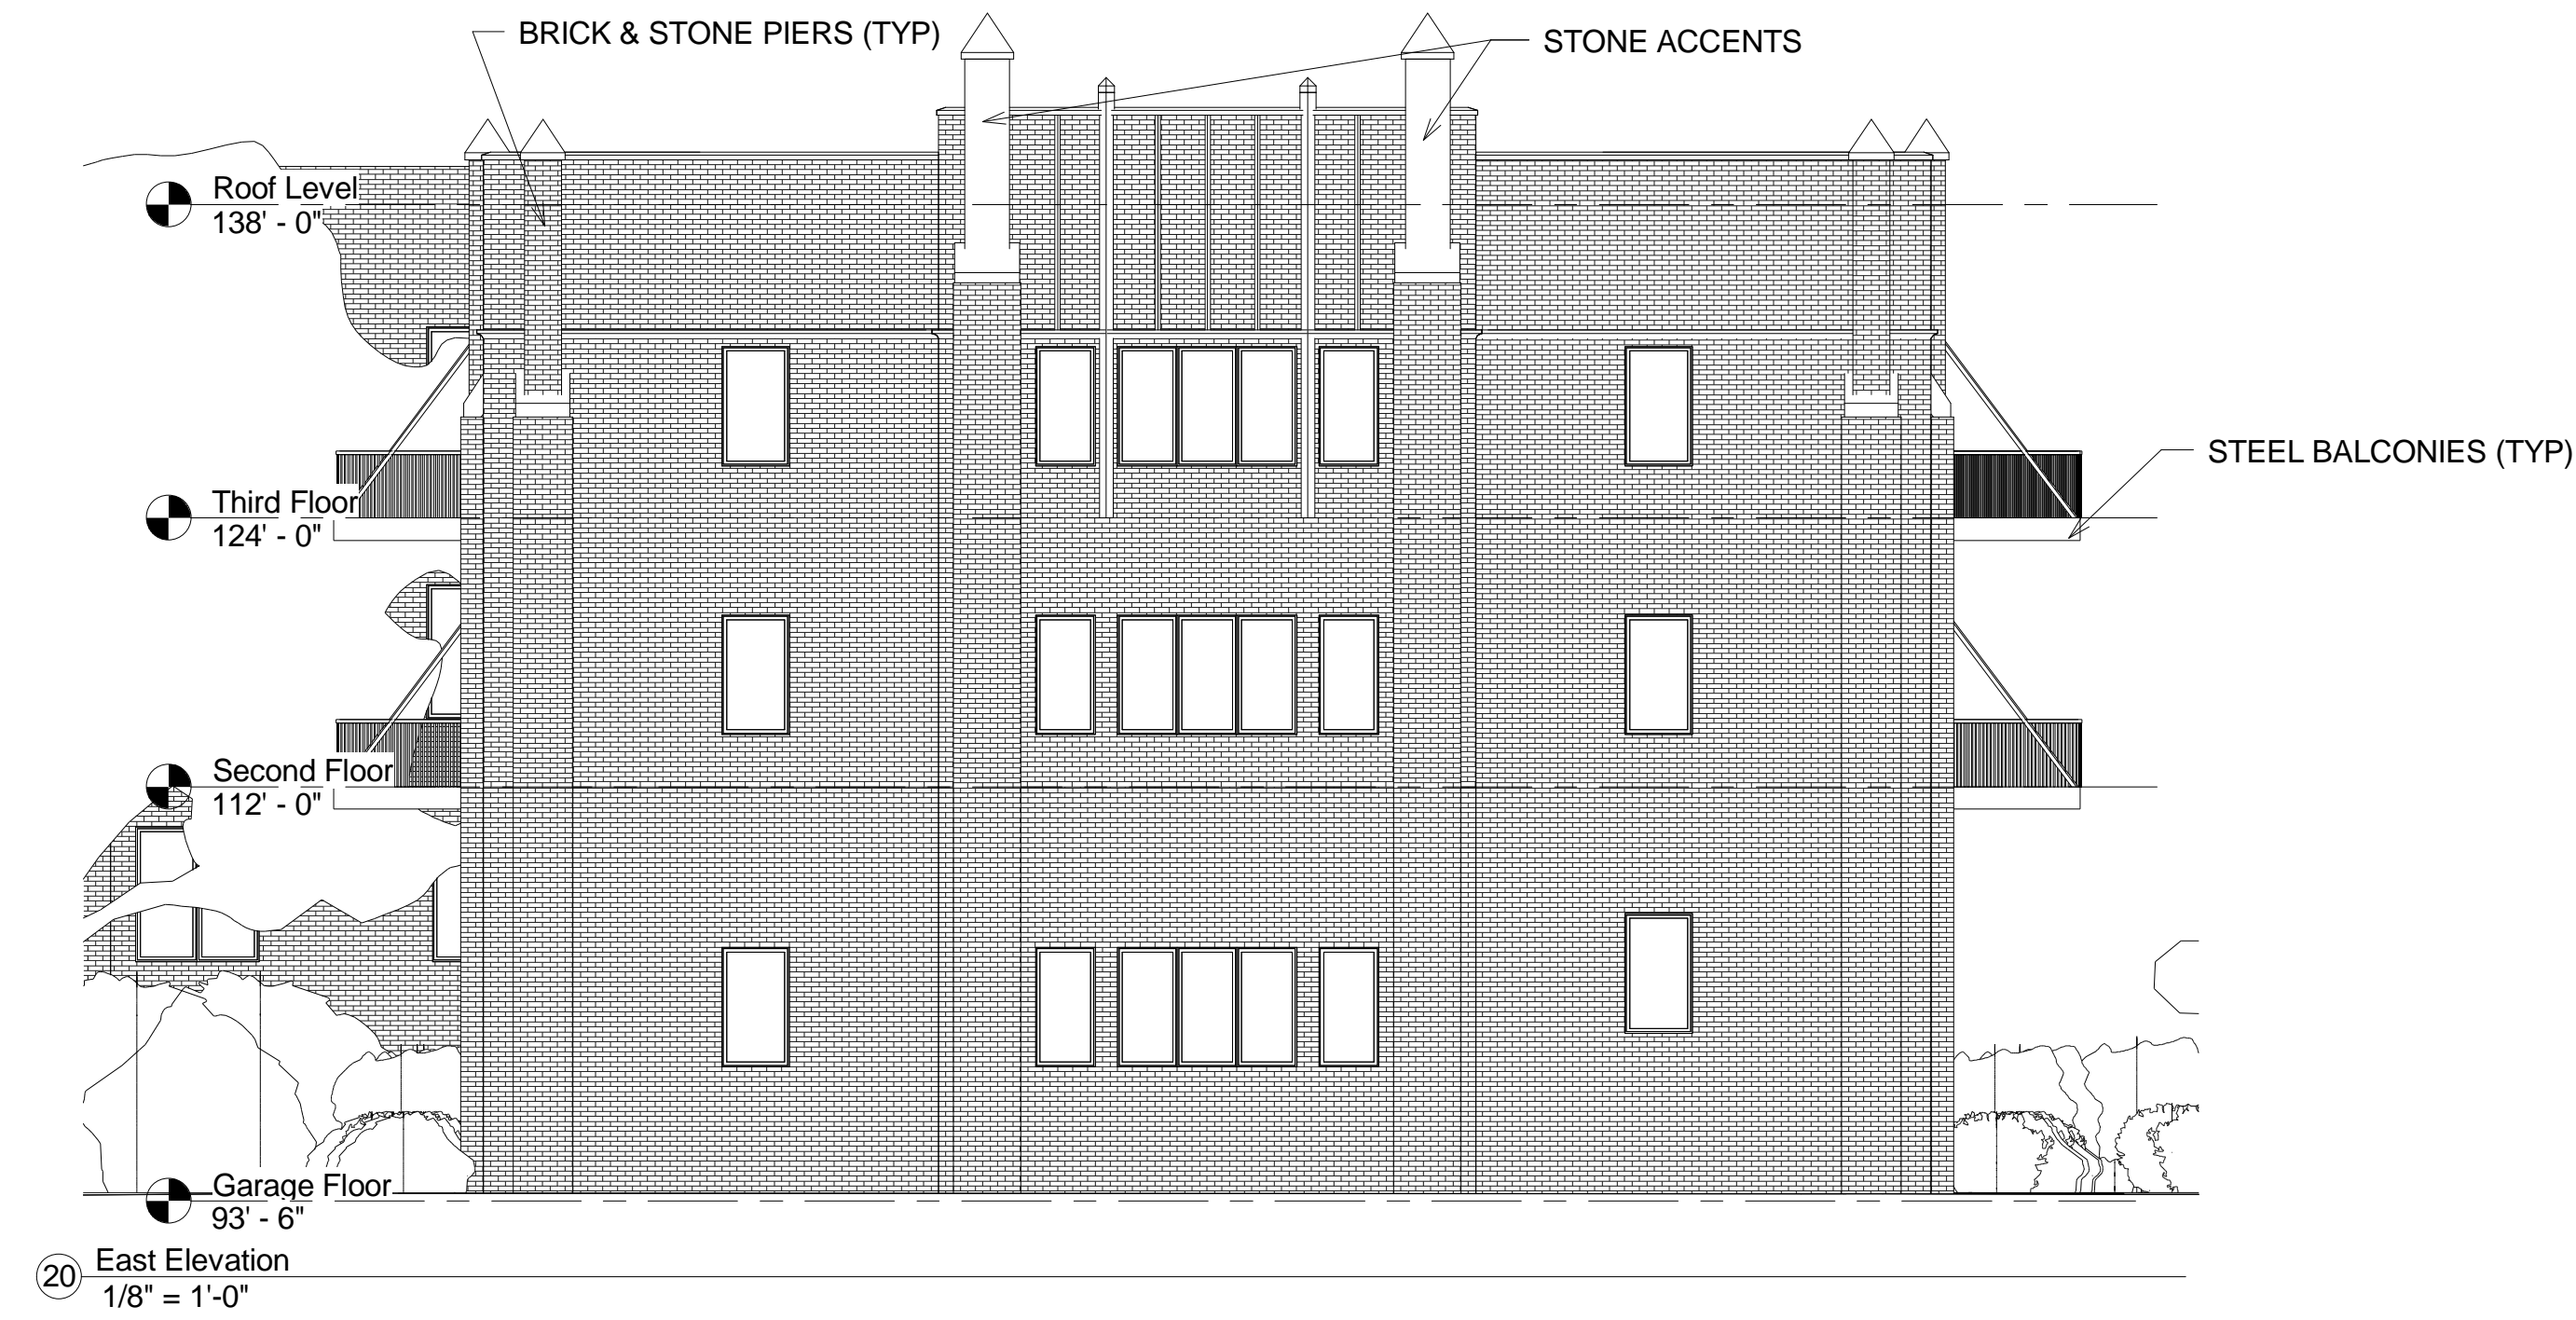 BRICK & STONE PIERS (TYP)
STONE ACCENTS
Roof Level
138' - 0"
STEEL BALCONIES (TYP)
Third Floor
124' - 0"
Second Floor
112' - 0"
Garage Floor
93' - 6"
20
East Elevation
1/8" = 1'-0"